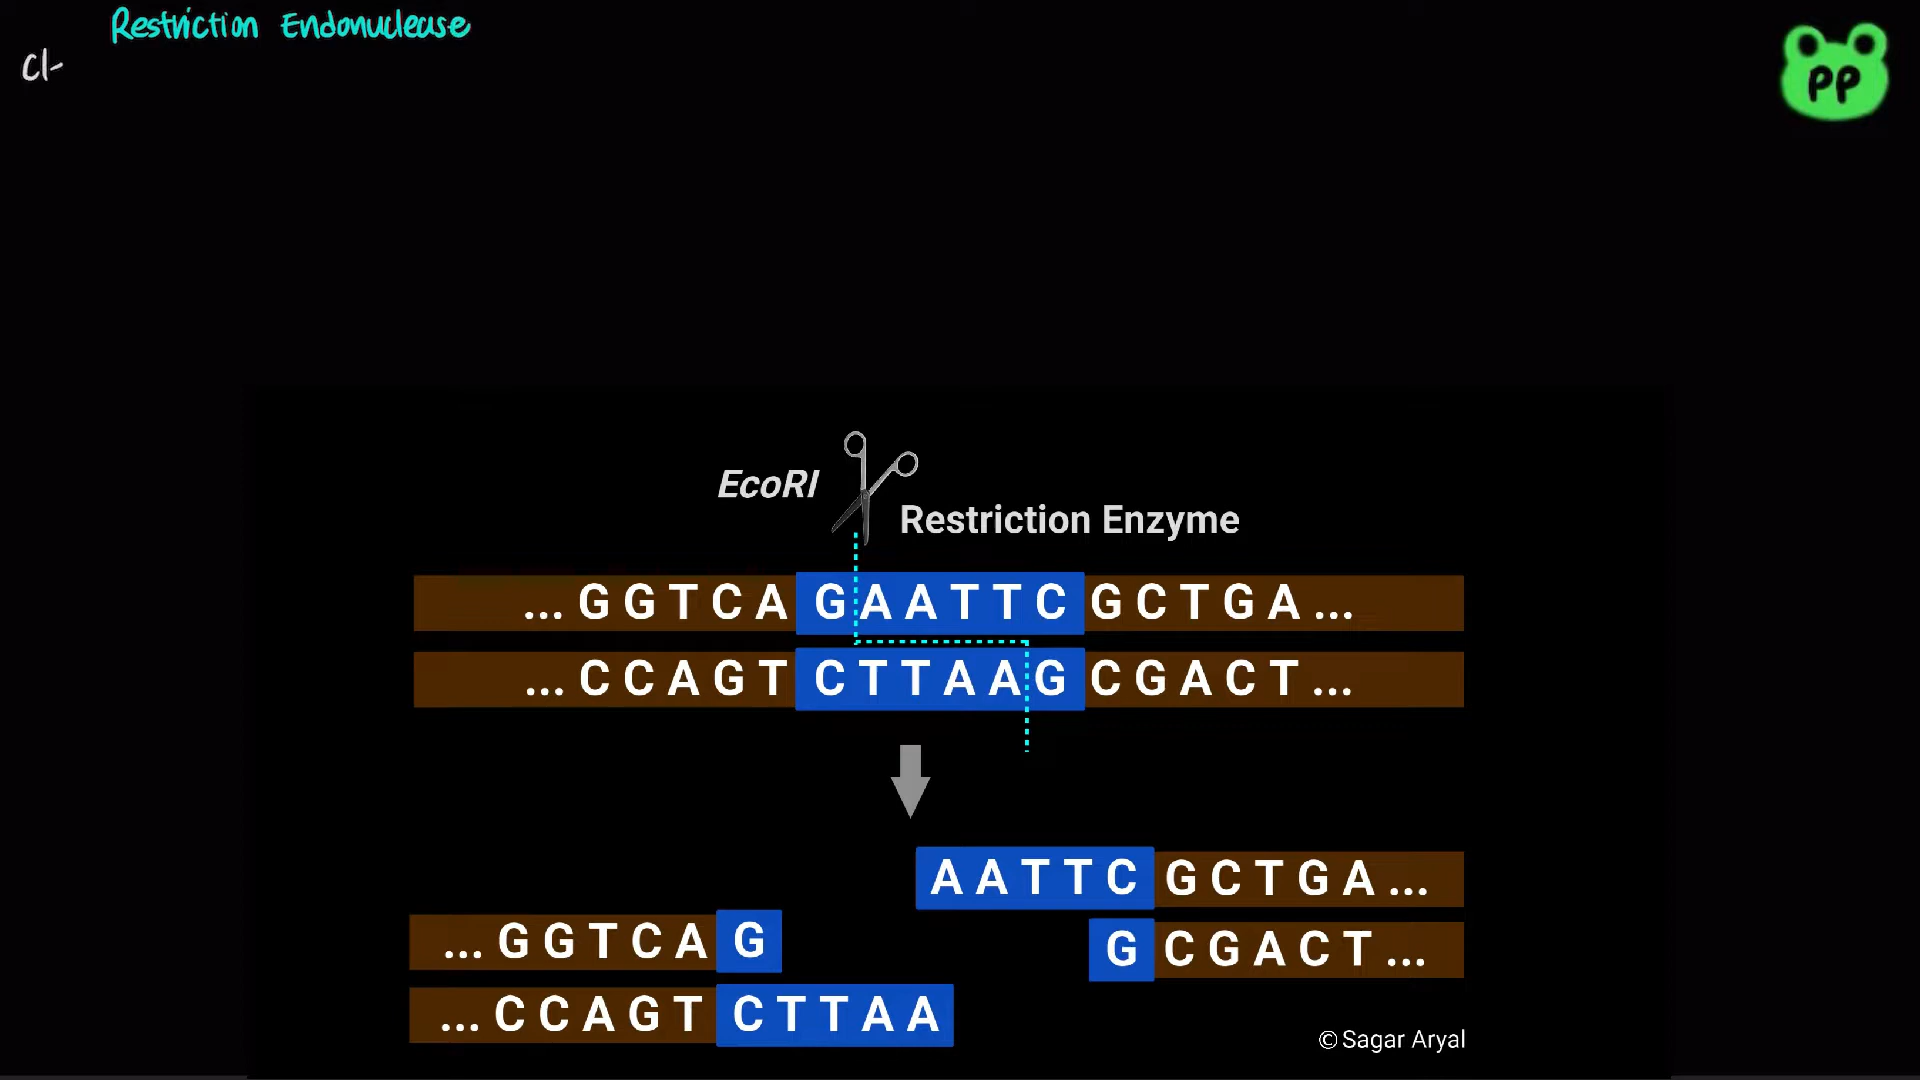 Restriction Endonuclease
Cl-
PP
EcoRI
Restriction Enzyme
... G G T C A G A A T T C G C T G A ...
... C C A G T C T T A A G C G A C T ...
A A T T C G C T G A ...
... G G T C A G
G C G A C T ...
... C C A G T C T T A A
© Sagar Aryal